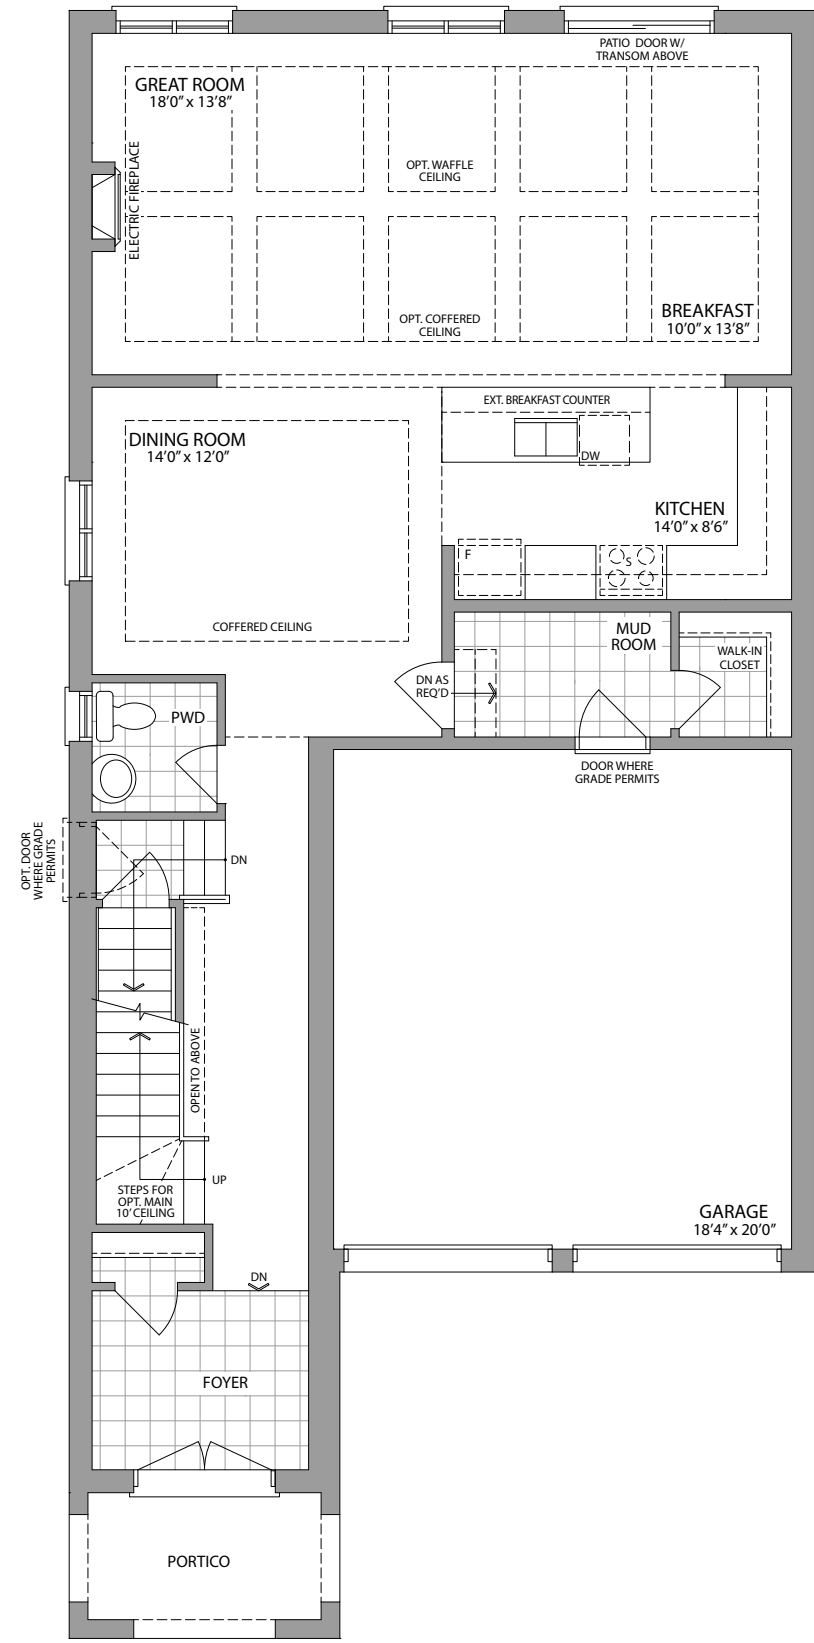 PATIO DOOR W/
TRANSOM ABOVE
GREAT ROOM
18'0" x 13'8"
ELECTRIC FIREPLACE
OPT. WAFFLE
CEILING
OPT. COFFERED
CEILING
BREAKFAST
10'0" x 13'8"
EXT. BREAKFAST COUNTER
DINING ROOM
14'0" x 12'0"
DW
KITCHEN
14'0" x 8'6"
F
S
COFFERED CEILING
MUD
ROOM
WALK-IN
CLOSET
DN AS
REQ'D
PWD
DOOR WHERE
GRADE PERMITS
OPT. DOOR
WHERE GRADE
PERMITS
DN
OPEN TO ABOVE
UP
STEPS FOR
OPT. MAIN
10' CEILING
GARAGE
18'4" x 20'0"
DN
FOYER
PORTICO